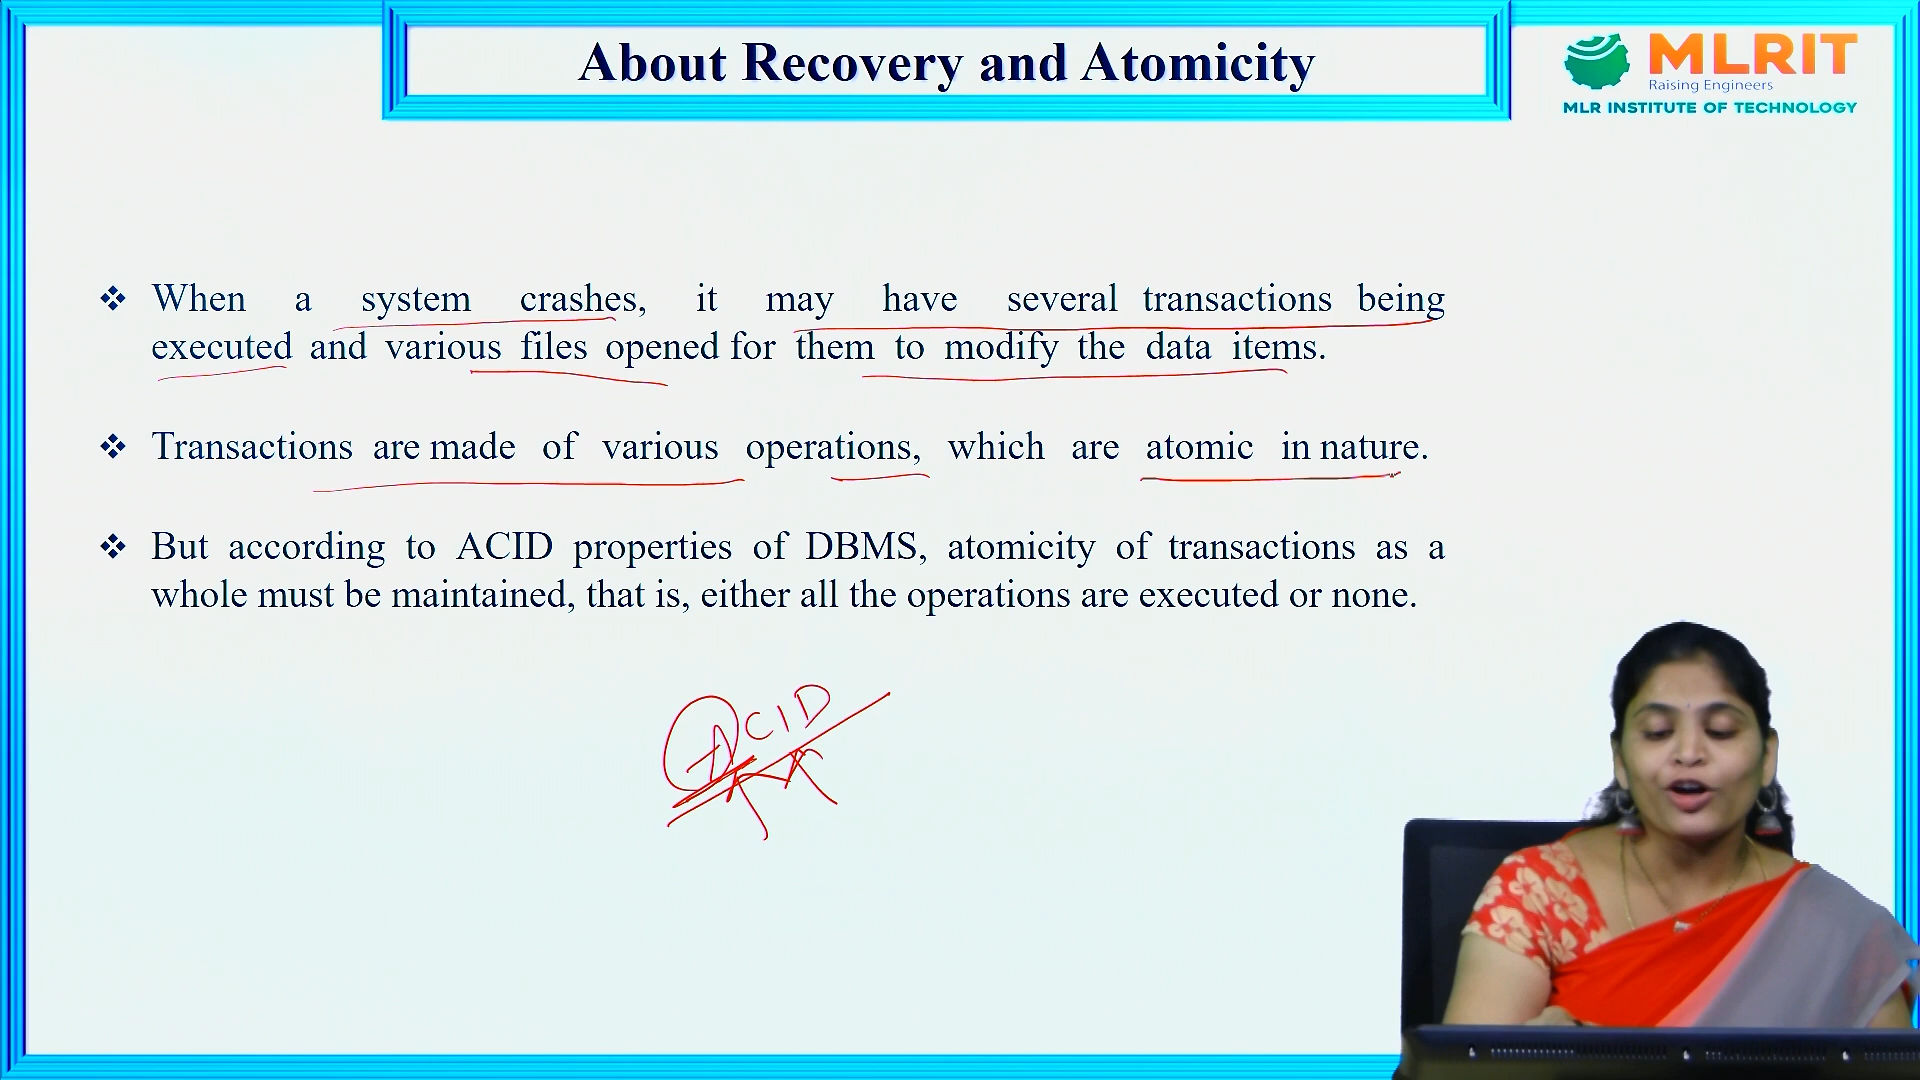 About Recovery and Atomicity
MLRIT
Raising Engineers
MLR INSTITUTE OF TECHNOLOGY
❖ When a system crashes, it may have several transactions being
executed and various files opened for them to modify the data items.
❖ Transactions are made of various operations, which are atomic in nature.
❖ But according to ACID properties of DBMS, atomicity of transactions as a
whole must be maintained, that is, either all the operations are executed or none.
ACID